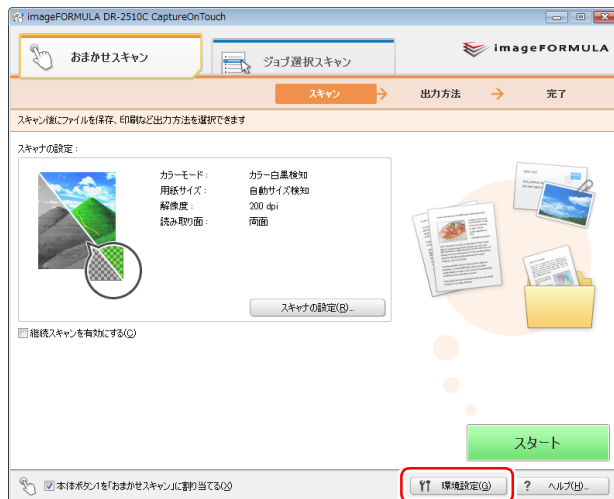 imageFORMULA DR-2510C CaptureOnTouch
おまかせスキャン
ジョブ選択スキャン
imageFORMULA
スキャン
出力方法
完了
スキャン後にファイルを保存、印刷など出力方法を選択できます
スキャナの設定:
カラーモード: カラー白黒検知
用紙サイズ: 自動サイズ検知
解像度: 200 dpi
読み取り面: 両面
スキャナの設定(R)...
継続スキャンを有効にする(C)
スタート
本体ボタン1を「おまかせスキャン」に割り当てる(X)
環境設定(G)
? ヘルプ(H)...